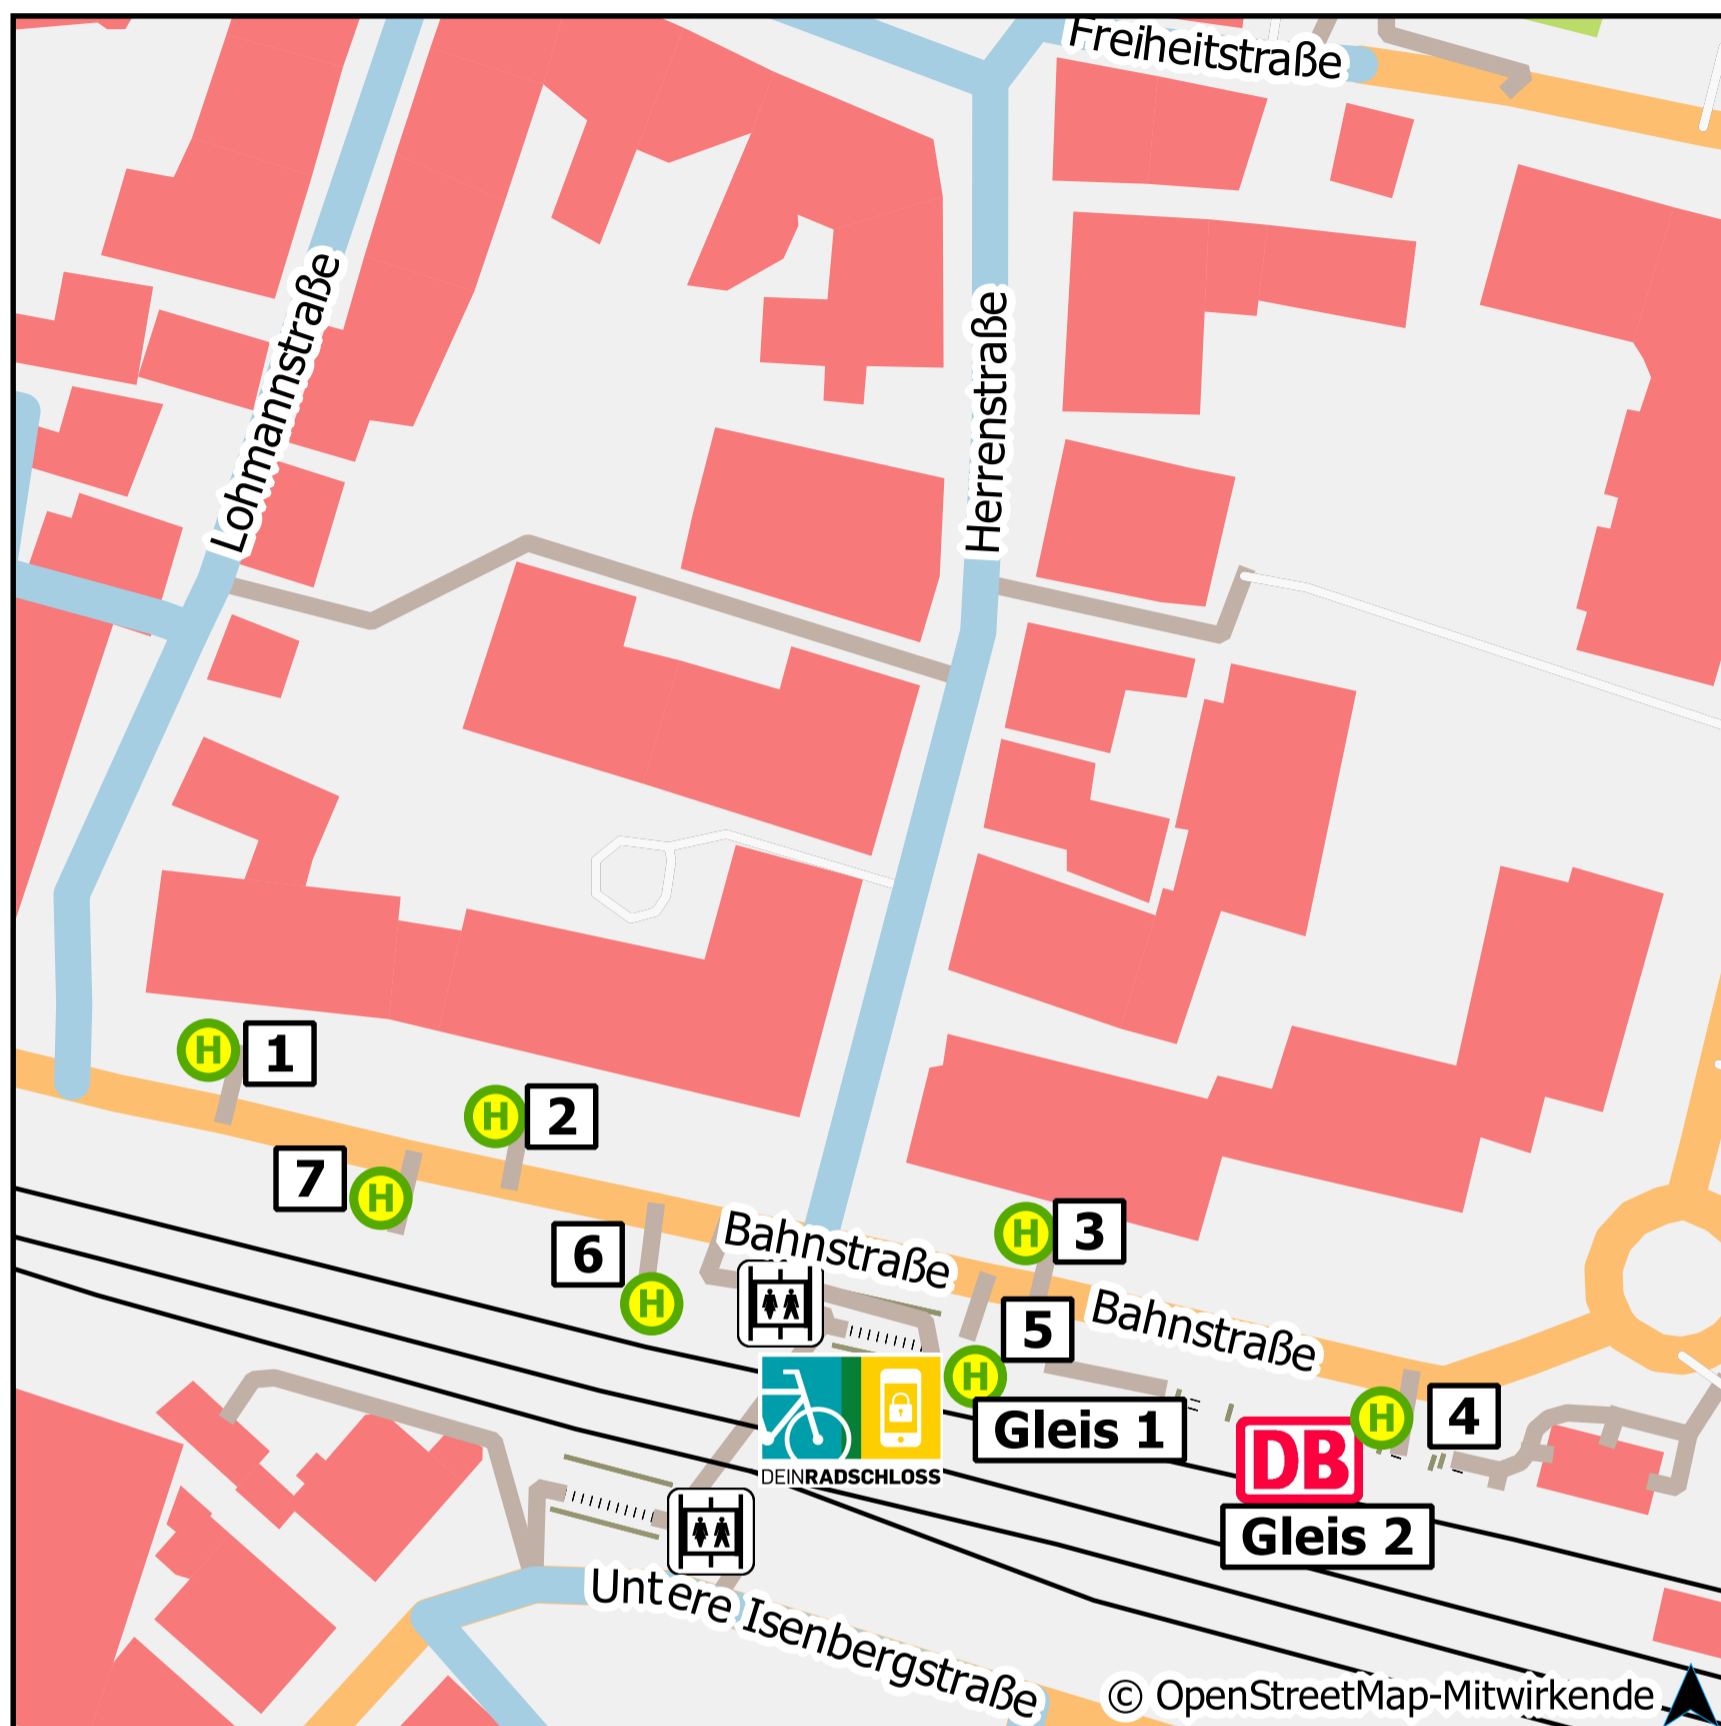 Freiheitstraße
Lohmannstraße
Herrenstraße
H 1
H 2
7 H
6
H
Bahnstraße
H 3
5
Bahnstraße
H
Gleis 1
H 4
DEINRADSCHLOSS
DB
Gleis 2
Untere Isenbergstraße
© OpenStreetMap-Mitwirkende